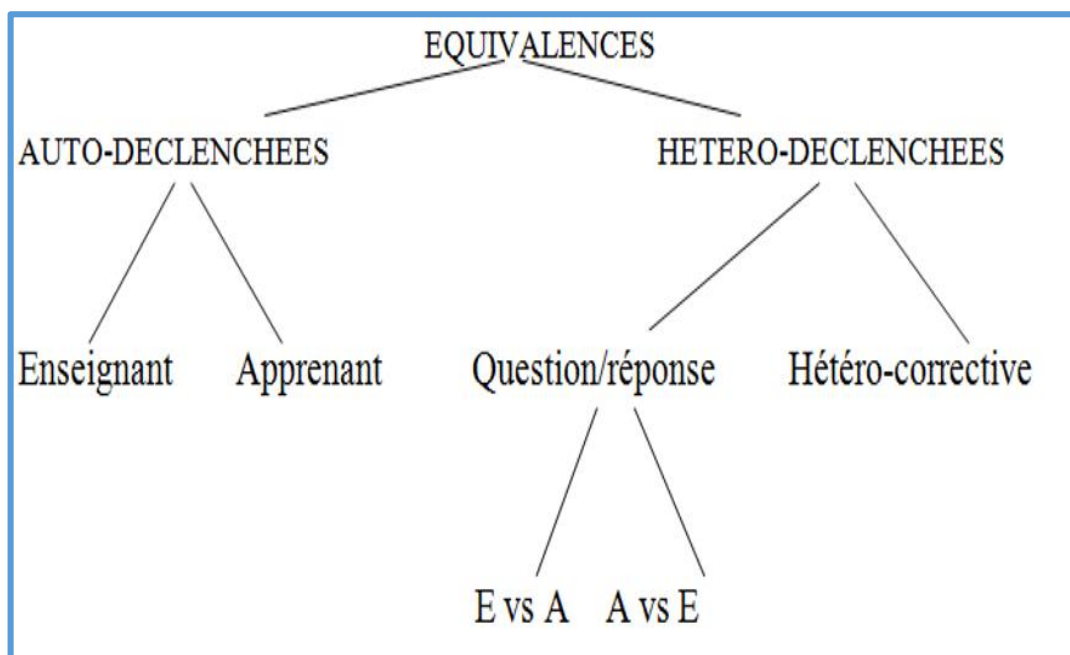 EQUIVALENCES
AUTO-DECLENCHEES HETERO-DECLENCHEES
Enseignant Apprenant Question/réponse Hétéro-corrective
E vs A A vs E